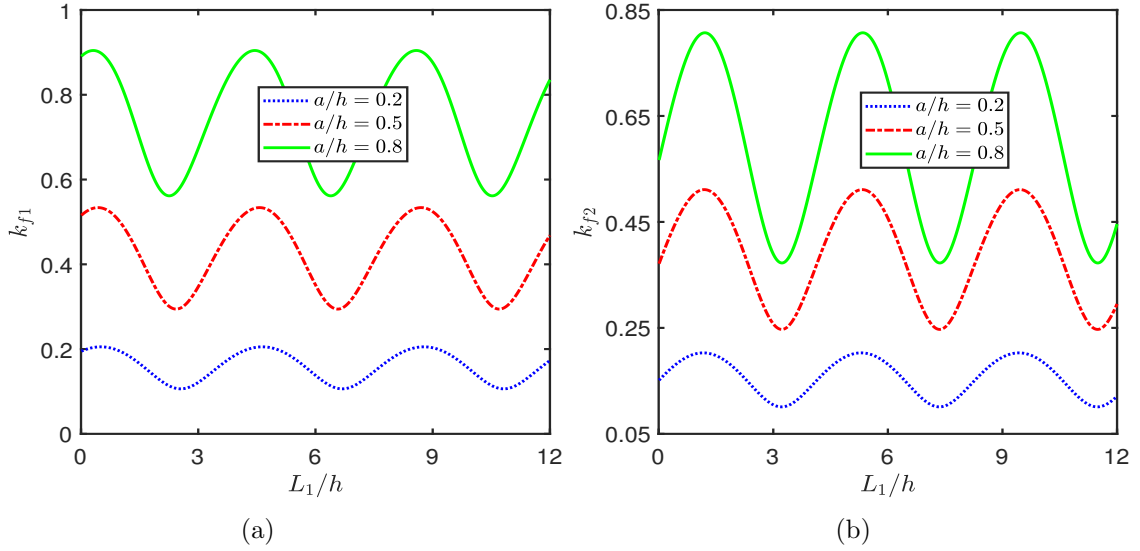 1
0.8
0.6
0.4
0.2
0
k_{f1}
a/h = 0.2
a/h = 0.5
a/h = 0.8
0 3 6 9 12
L_1/h
(a)
0.85
0.65
0.45
0.25
0.05
k_{f2}
a/h = 0.2
a/h = 0.5
a/h = 0.8
0 3 6 9 12
L_1/h
(b)